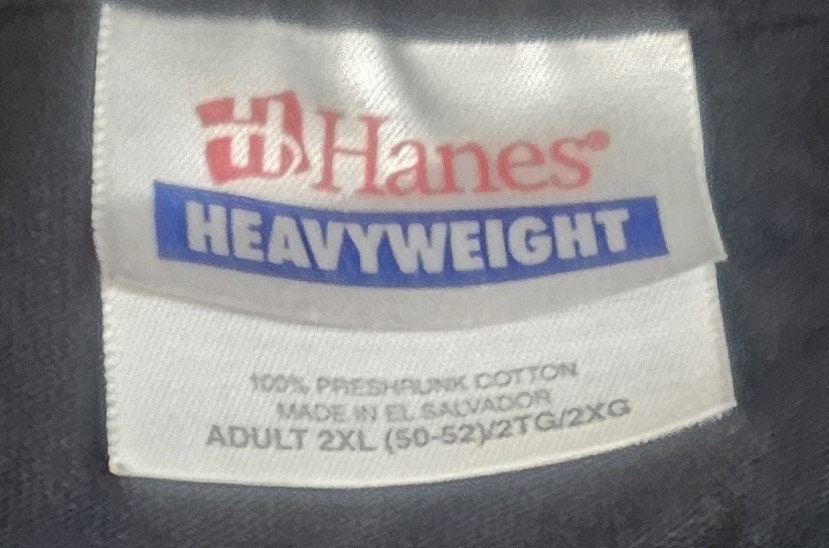 Hanes®
HEAVYWEIGHT
100% PRESHRUNK COTTON
MADE IN EL SALVADOR
ADULT 2XL (50-52)/2TG/2XG